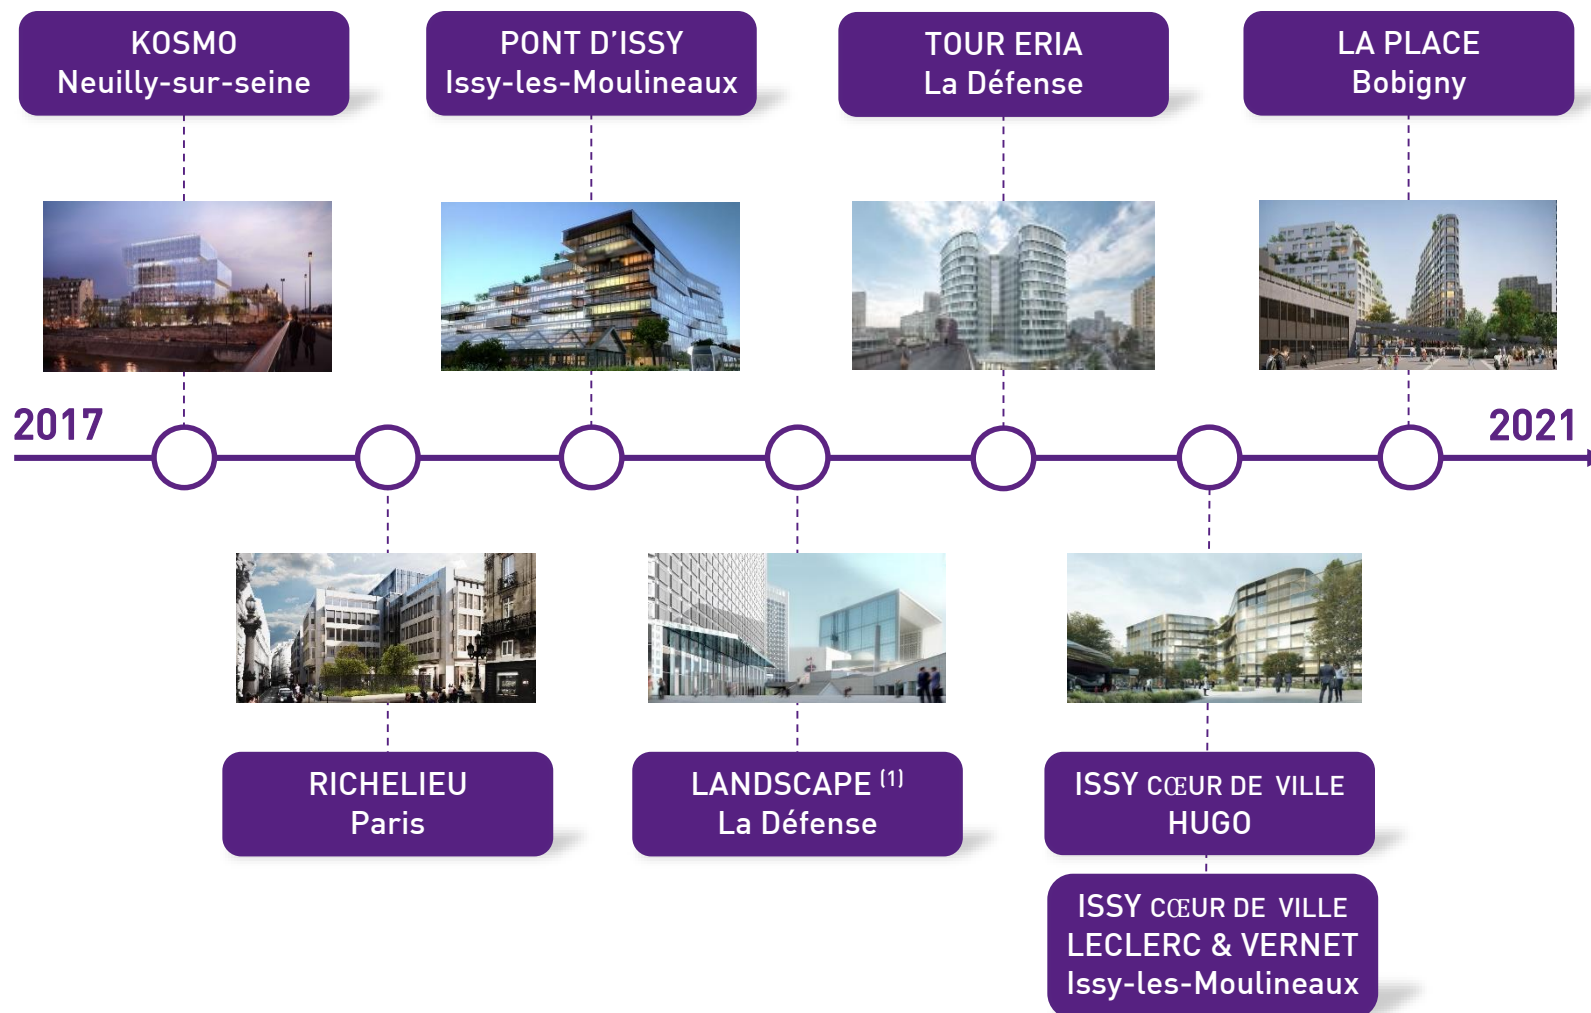 KOSMO
Neuilly-sur-seine
PONT D’ISSY
Issy-les-Moulineaux
TOUR ERIA
La Défense
LA PLACE
Bobigny
2017
2021
RICHELIEU
Paris
LANDSCAPE (1)
La Défense
ISSY CŒUR DE VILLE
HUGO
ISSY CŒUR DE VILLE
LECLERC & VERNET
Issy-les-Moulineaux